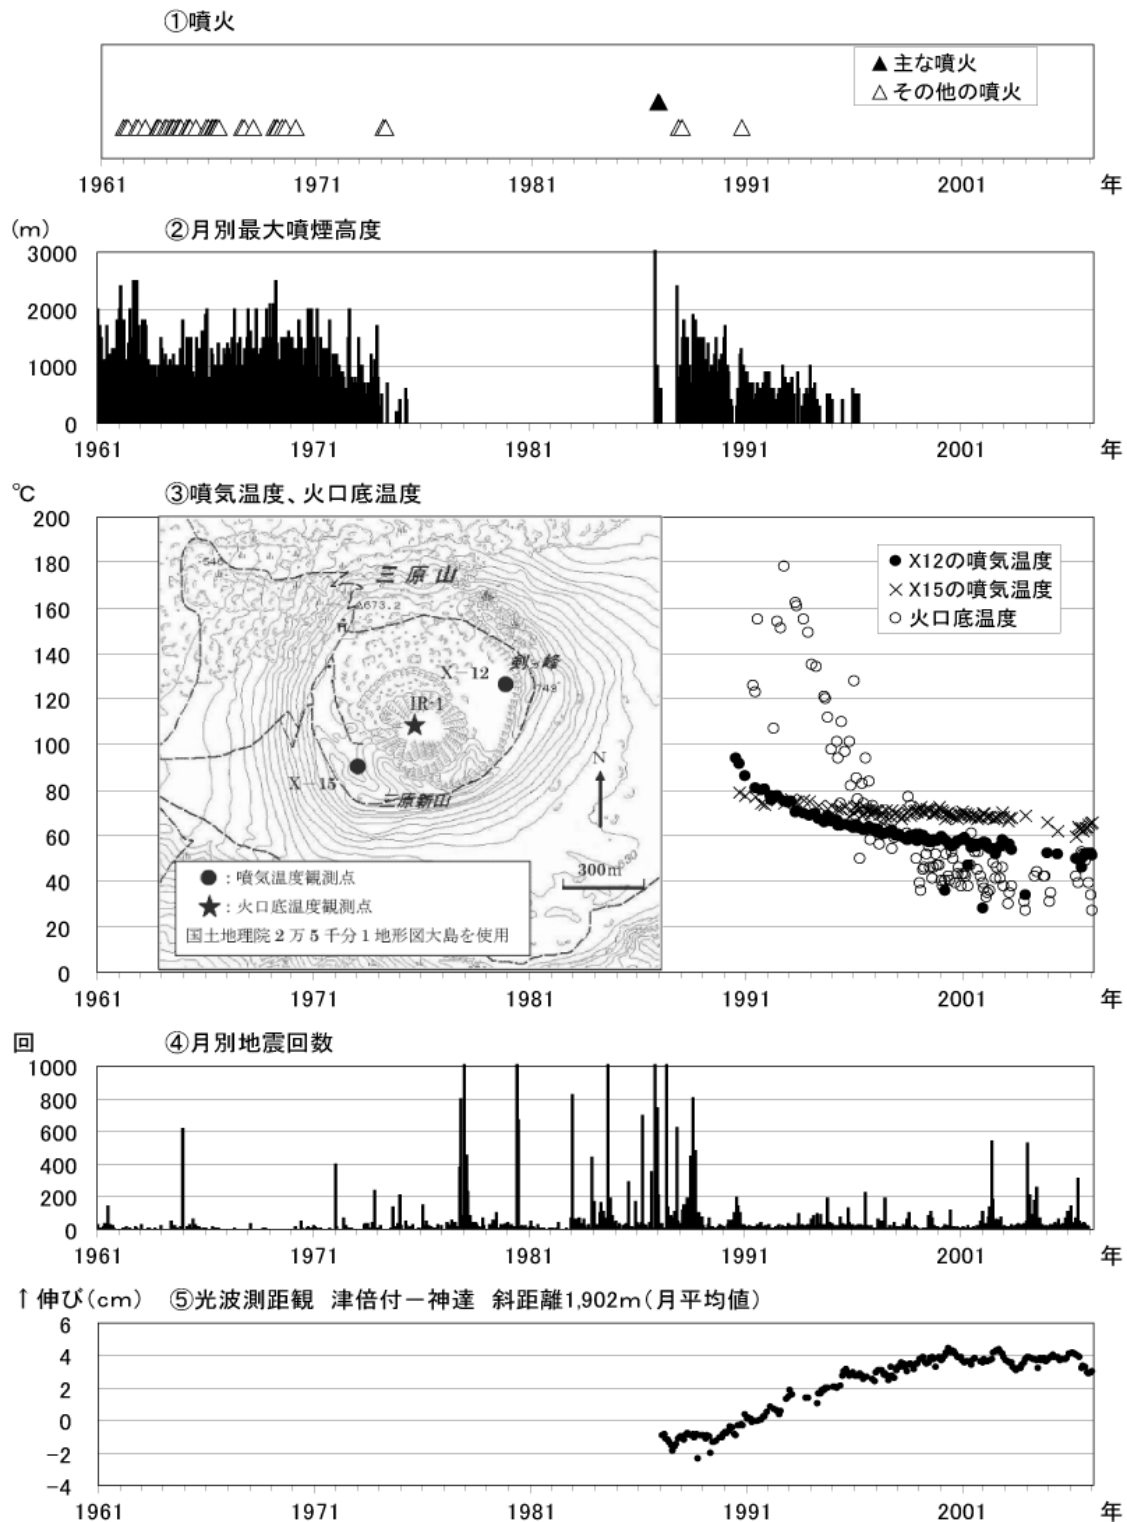 ①噴火
▲主な噴火
△その他の噴火
1961 1971 1981 1991 2001 年
(m) ②月別最大噴煙高度
3000
2000
1000
0
1961 1971 1981 1991 2001 年
℃ ③噴気温度、火口底温度
200
180
160
140
120
100
80
60
40
20
0
●X12の噴気温度
×X15の噴気温度
○火口底温度
三原山
546
673.2
剣ヶ峰
X－12
749
IR-1
X－15
三原新山
N
630
300m
●：噴気温度観測点
★：火口底温度観測点
国土地理院2万5千分1地形図大島を使用
1961 1971 1981 1991 2001 年
回 ④月別地震回数
1000
800
600
400
200
0
1961 1971 1981 1991 2001 年
↑伸び(cm) ⑤光波測距観 津倍付－神達 斜距離1,902m(月平均値)
6
4
2
0
−2
−4
1961 1971 1981 1991 2001 年